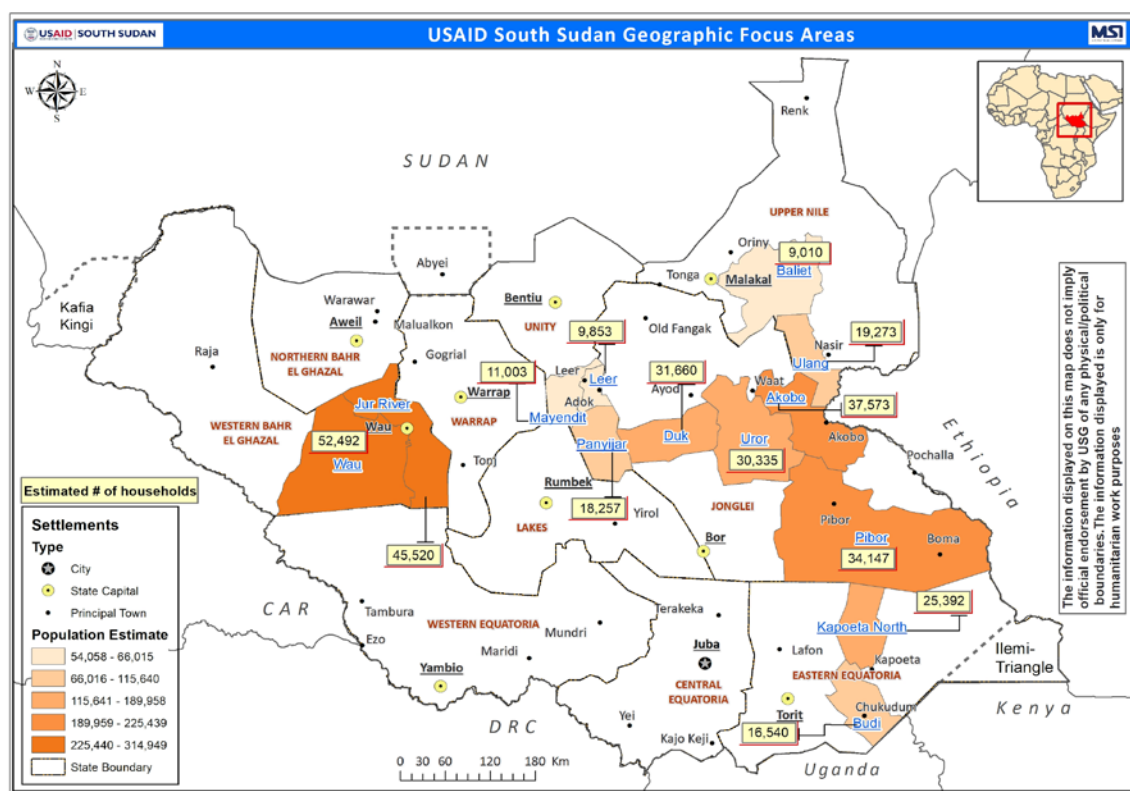 USAID | SOUTH SUDAN
USAID South Sudan Geographic Focus Areas
MSI
N
W E
S
SUDAN
Renk
UPPER NILE
Oriny
9,010
Baliet
Tonga
Malakal
Abyei
Kafia
Kingi
Bentiu
UNITY
Warawar
Aweil
Malualkon
Old Fangak
9,853
19,273
Nasir
Ulang
Raja
NORTHERN BAHR
EL GHAZAL
Gogrial
11,003
Leer
Leer
31,660
Waat
Akobo
37,573
Warrap
WARRAP
Adok
Ayod
Mayendit
Jur River
WESTERN BAHR
EL GHAZAL
52,492
Wau
Wau
Panyijar
Duk
Uror
30,335
Akobo
Ethiopia
Pochalla
Tonj
Rumbek
18,257
LAKES
Yirol
JONGLEI
Pibor
Pibor
Boma
34,147
Bor
45,520
25,392
CAR
Tambura
WESTERN EQUATORIA
Mundri
Terakeka
Kapoeta North
Ezo
Maridi
Juba
Lafon
Kapoeta
Ilemi-
Triangle
Yambio
CENTRAL
EQUATORIA
EASTERN EQUATORIA
Torit
Chukudum
Budi
16,540
DRC
Yei
Kajo Keji
Kenya
Uganda
0 30 60 120 180 Km
Estimated # of households
Settlements
Type
City
State Capital
Principal Town
Population Estimate
54,058 - 66,015
66,016 - 115,640
115,641 - 189,958
189,959 - 225,439
225,440 - 314,949
State Boundary
The information displayed on this map does not imply
official endorsement by USG of any physical/political
boundaries.The information displayed is only for
humanitarian work purposes